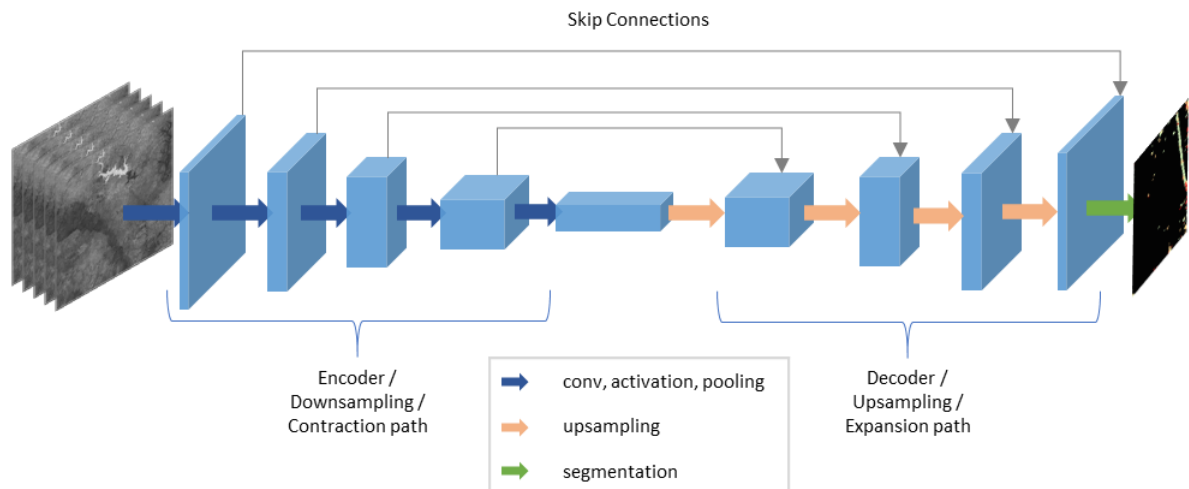 Skip Connections
Encoder /
Downsampling /
Contraction path
conv, activation, pooling
upsampling
segmentation
Decoder /
Upsampling /
Expansion path